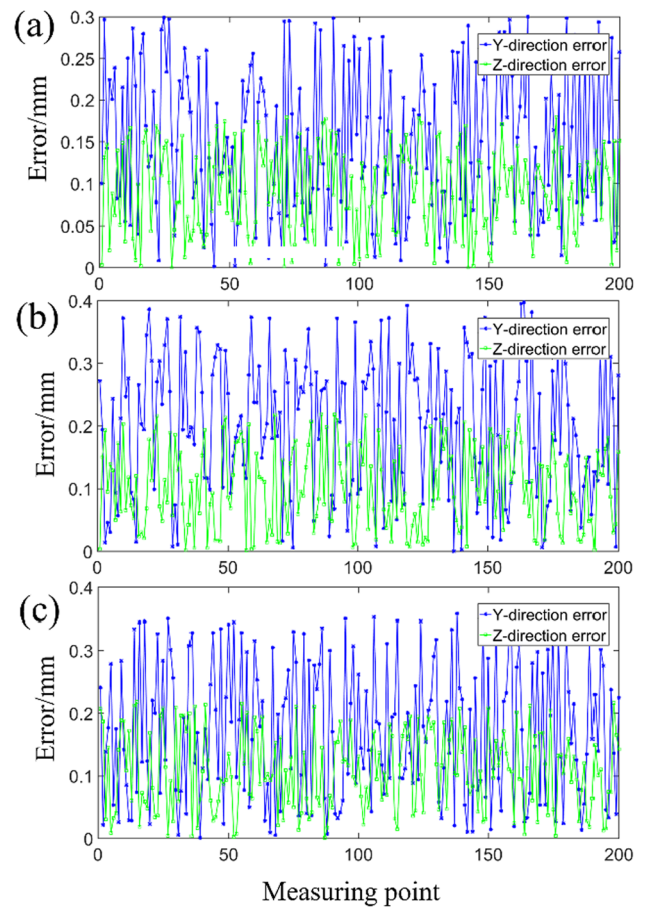 (a)
Error/mm
0.3
0.25
0.2
0.15
0.1
0.05
0
0 50 100 150 200
Y-direction error
Z-direction error
(b)
Error/mm
0.4
0.3
0.2
0.1
0
0 50 100 150 200
Y-direction error
Z-direction error
(c)
Error/mm
0.4
0.3
0.2
0.1
0
0 50 100 150 200
Y-direction error
Z-direction error
Measuring point